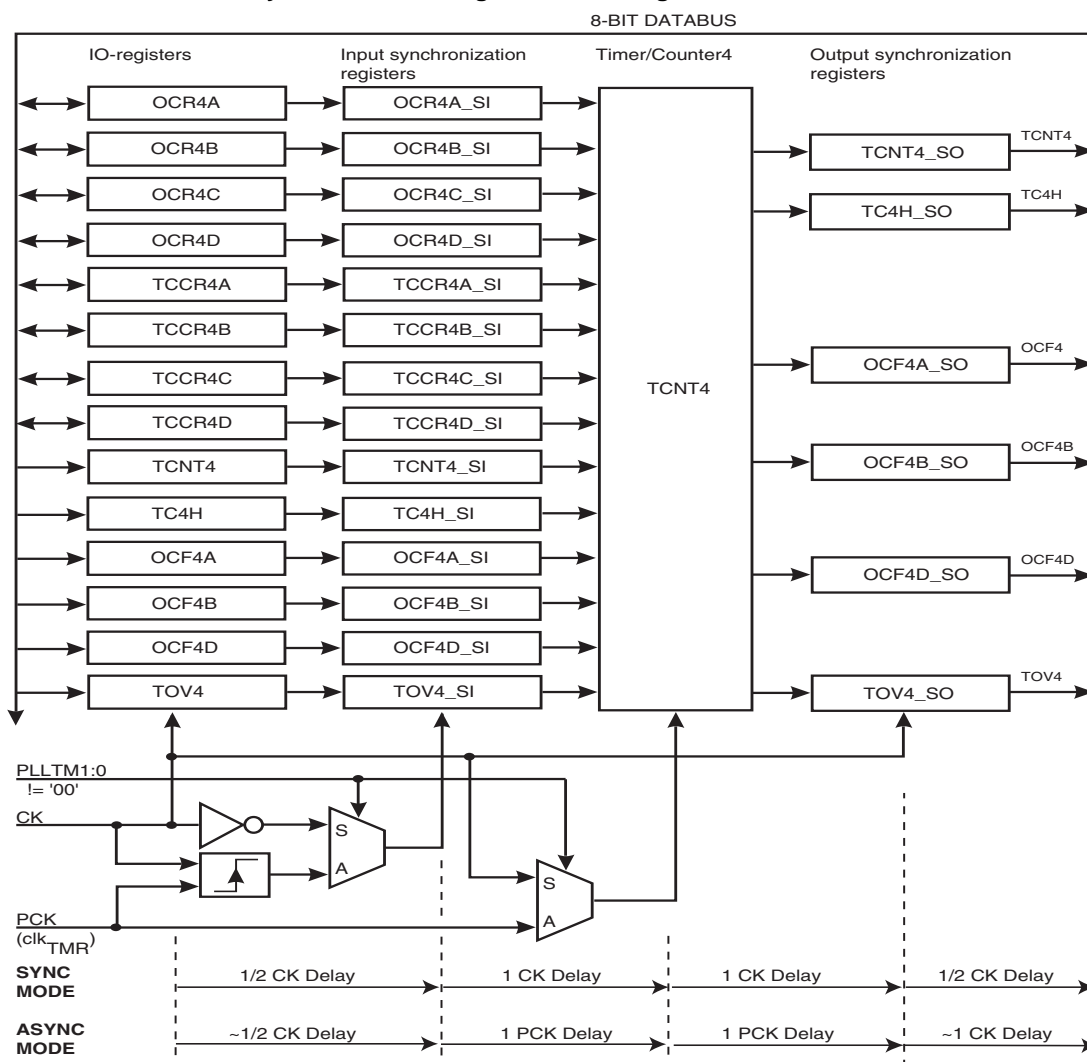 8-BIT DATABUS
IO-registers
Input synchronization
registers
Timer/Counter4
Output synchronization
registers
OCR4A
OCR4A_SI
OCR4B
OCR4B_SI
OCR4C
OCR4C_SI
OCR4D
OCR4D_SI
TCCR4A
TCCR4A_SI
TCCR4B
TCCR4B_SI
TCCR4C
TCCR4C_SI
TCCR4D
TCCR4D_SI
TCNT4
TCNT4_SI
TC4H
TC4H_SI
OCF4A
OCF4A_SI
OCF4B
OCF4B_SI
OCF4D
OCF4D_SI
TOV4
TOV4_SI
TCNT4
TCNT4_SO
TCNT4
TC4H_SO
TC4H
OCF4A_SO
OCF4
OCF4B_SO
OCF4B
OCF4D_SO
OCF4D
TOV4_SO
TOV4
PLLTM1:0
!= '00'
CK
S
A
S
A
PCK
(clkTMR)
SYNC
MODE
1/2 CK Delay
1 CK Delay
1 CK Delay
1/2 CK Delay
ASYNC
MODE
~1/2 CK Delay
1 PCK Delay
1 PCK Delay
~1 CK Delay